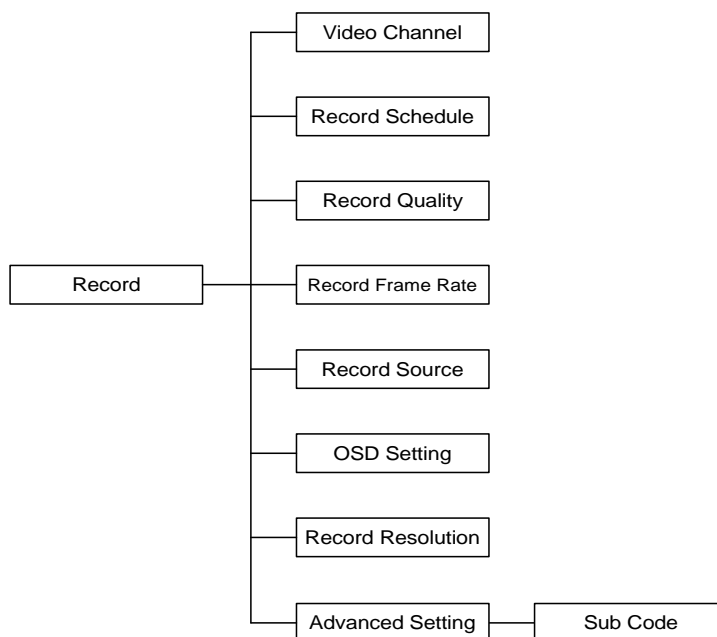 Video Channel
Record Schedule
Record Quality
Record
Record Frame Rate
Record Source
OSD Setting
Record Resolution
Advanced Setting
Sub Code